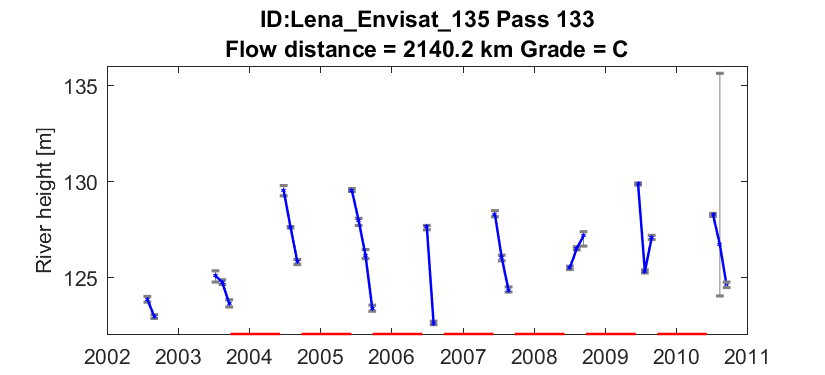 ID:Lena_Envisat_135 Pass 133
Flow distance = 2140.2 km Grade = C
River height [m]
135
130
125
2002 2003 2004 2005 2006 2007 2008 2009 2010 2011